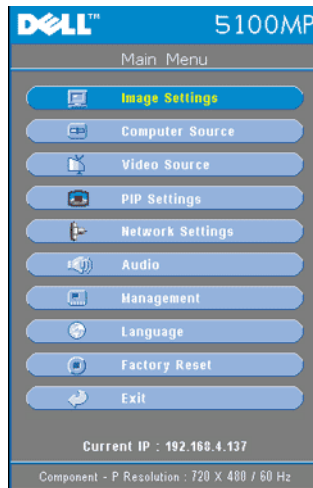 DELL™ 5100MP
Main Menu
Image Settings
Computer Source
Video Source
PIP Settings
Network Settings
Audio
Management
Language
Factory Reset
Exit
Current IP : 192.168.4.137
Component - P Resolution : 720 X 480 / 60 Hz